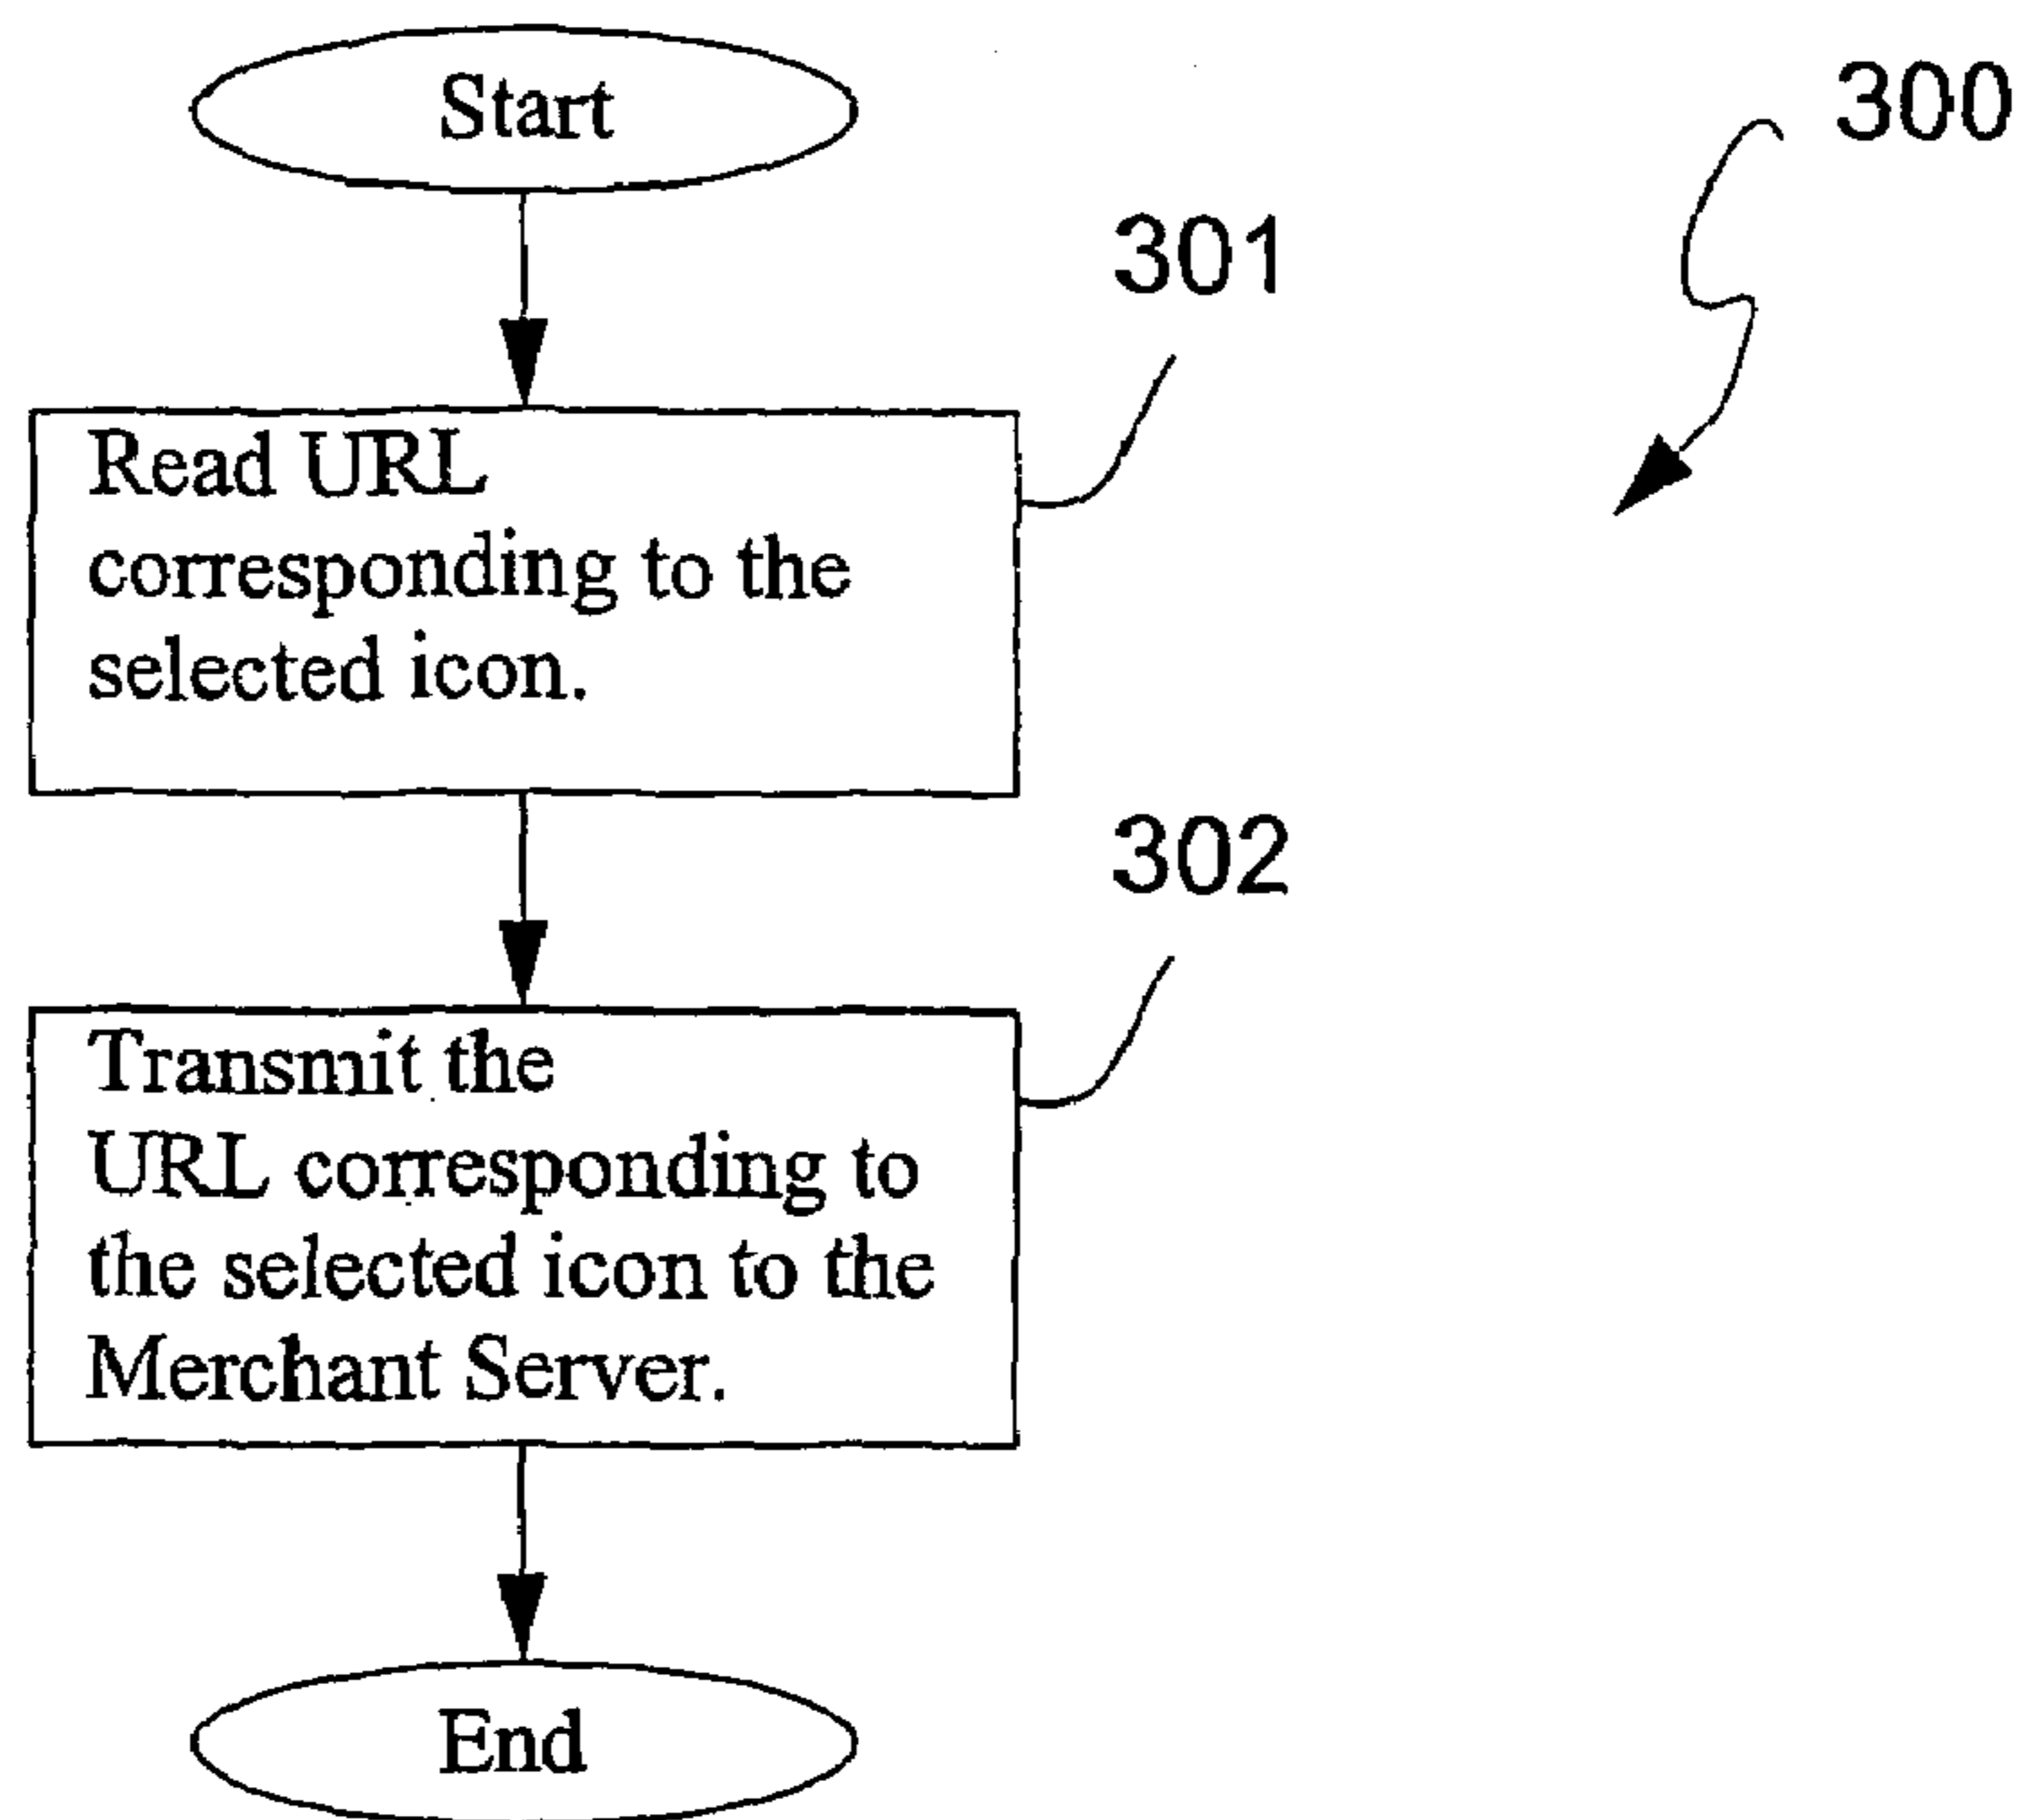 Start
300
301
Read URL
corresponding to the
selected icon.
302
Transmit the
URL corresponding to
the selected icon to the
Merchant Server.
End